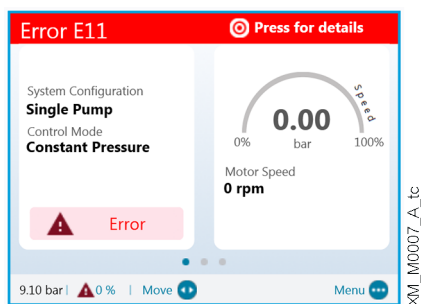 Error E11
Press for details
System Configuration
Single Pump
Control Mode
Constant Pressure
Error
Speed
0.00
0%
bar
100%
Motor Speed
0 rpm
9.10 bar | 0 % | Move
Menu
XM_M0007_A_tc